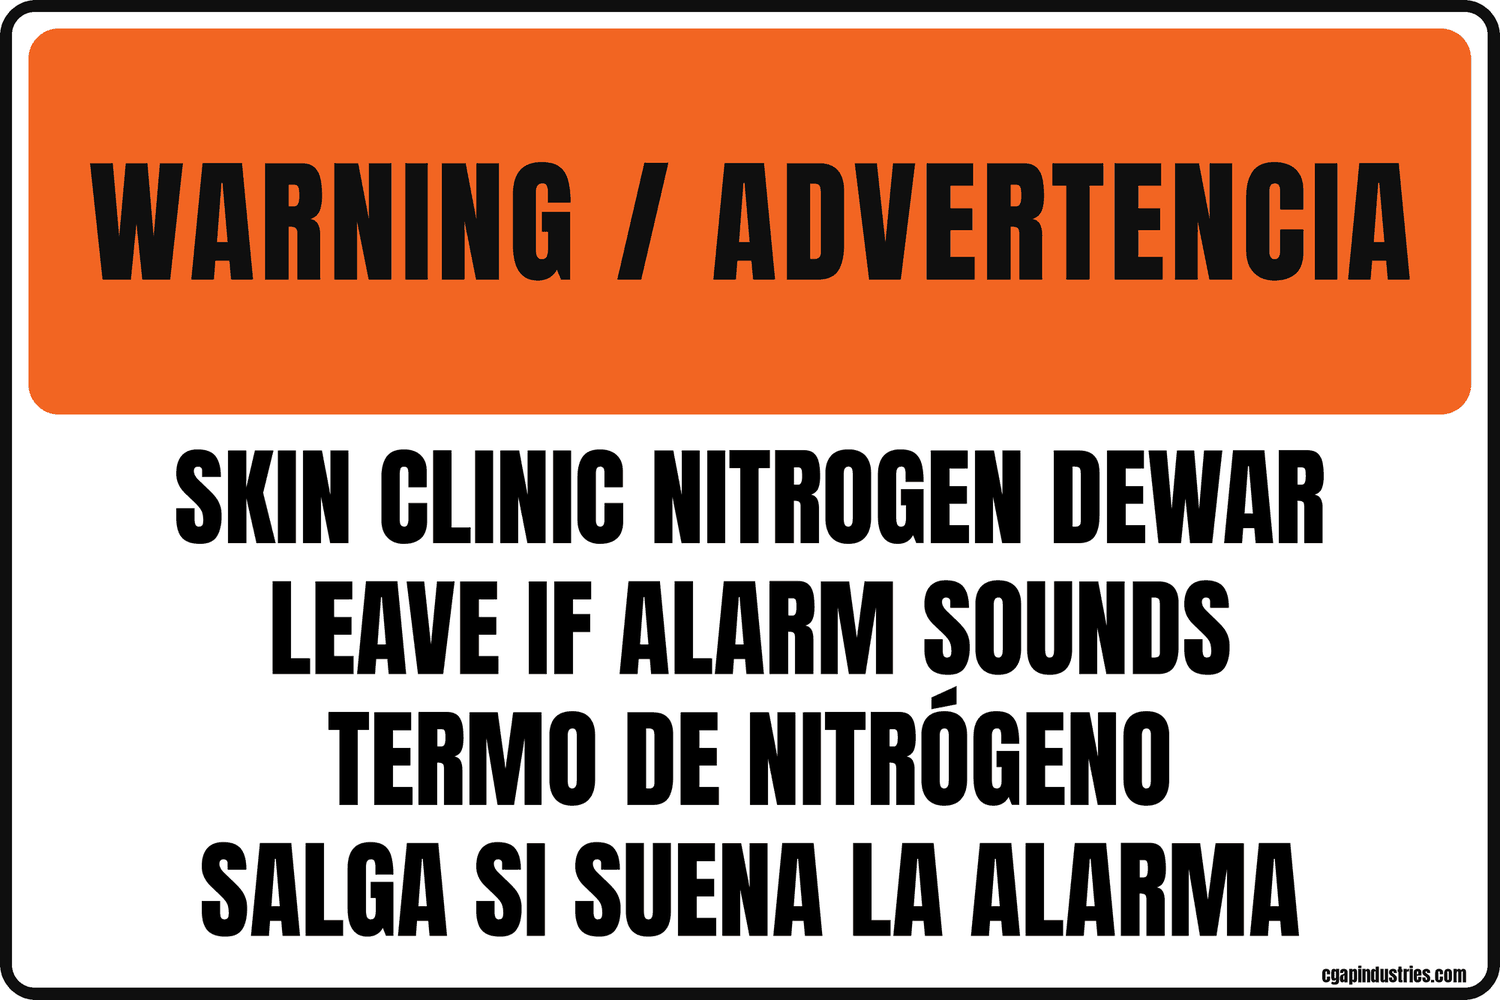 WARNING / ADVERTENCIA
SKIN CLINIC NITROGEN DEWAR
LEAVE IF ALARM SOUNDS
TERMO DE NITRÓGENO
SALGA SI SUENA LA ALARMA
cgapindustries.com